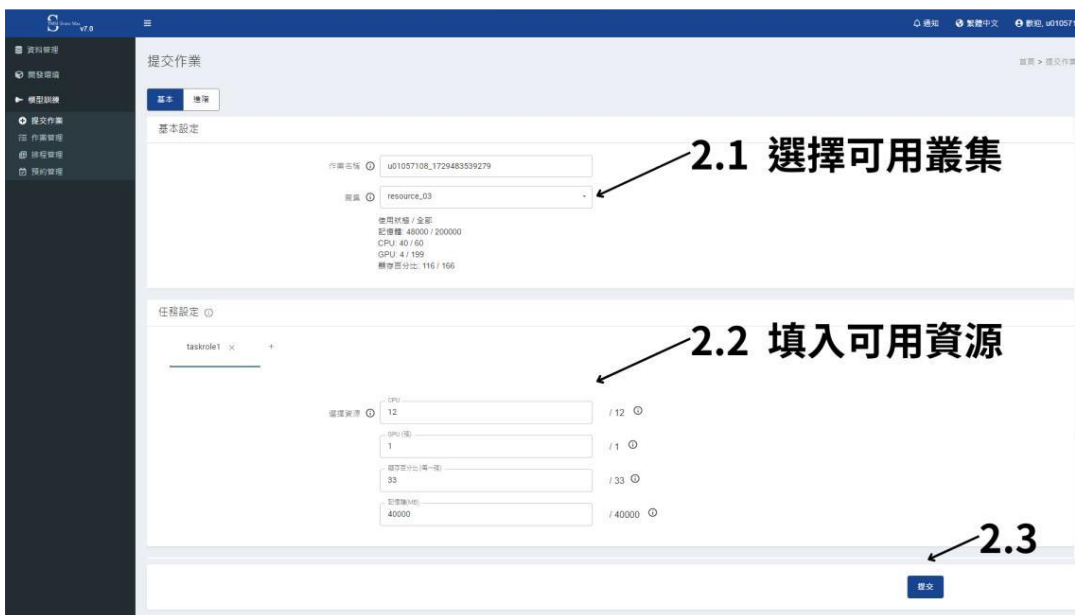 v7.0
通知
繁體中文
歡迎, u01057
資料管理
開發環境
模型訓練
提交作業
作業管理
排程管理
預約管理
提交作業
首頁 > 提交作業
基本
進階
基本設定
作業名稱
u01057108_1729483539279
2.1 選擇可用叢集
叢集
resource_03
使用狀態 / 全部
記憶體: 48000 / 200000
CPU: 40 / 60
GPU: 4 / 199
顯存百分比: 116 / 166
任務設定
taskrole1 × +
2.2 填入可用資源
選擇資源
CPU
12
/ 12
GPU (張)
1
/ 1
顯存百分比 (每一張)
33
/ 33
記憶體(MB)
40000
/ 40000
2.3
提交